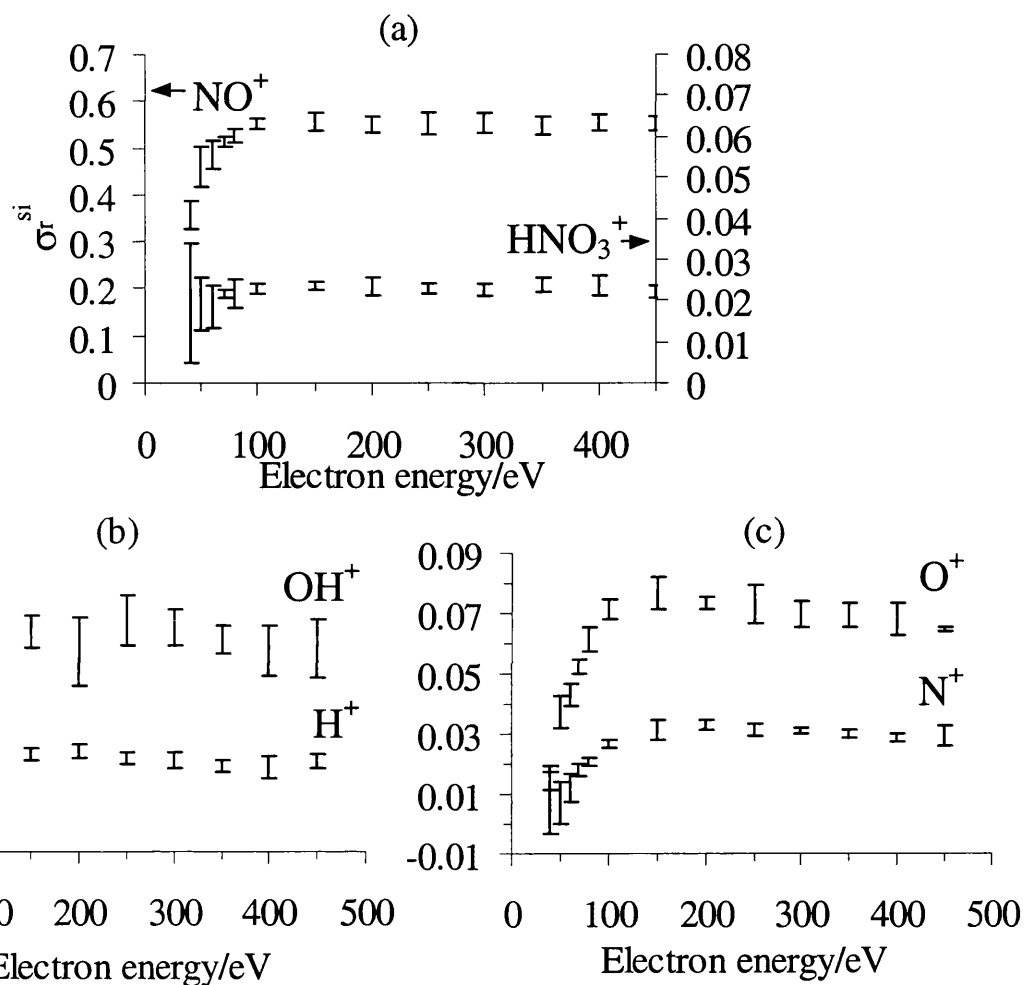 (a)
0.7
0.6
0.5
0.4
0.3
0.2
0.1
0
σ_r^si
NO⁺
HNO₃⁺
0.08
0.07
0.06
0.05
0.04
0.03
0.02
0.01
0
0 100 200 300 400
Electron energy/eV
(b)
OH⁺
H⁺
0 200 300 400 500
Electron energy/eV
(c)
0.09
0.07
0.05
0.03
0.01
-0.01
O⁺
N⁺
0 100 200 300 400 500
Electron energy/eV